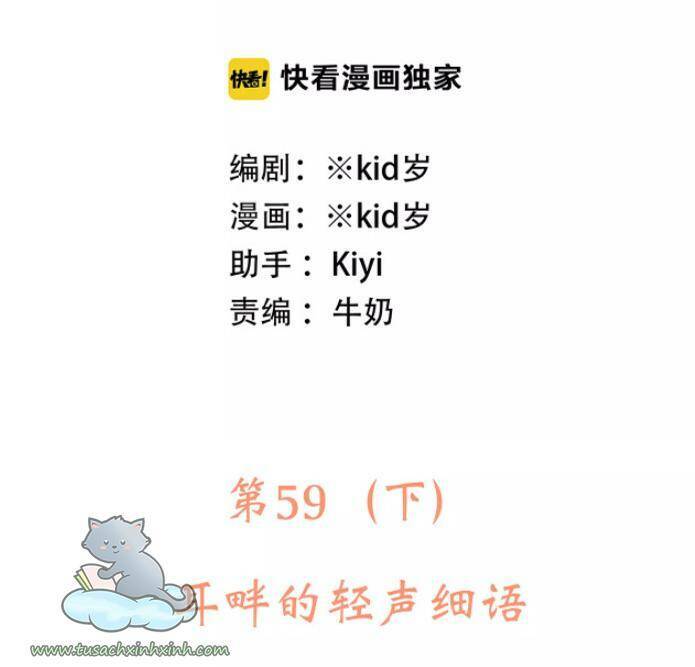 快看! 快看漫画独家
编剧：※kid岁
漫画：※kid岁
助手：Kiyi
责编：牛奶
第59（下）
耳畔的轻声细语
www.tusachxinhxinh.com